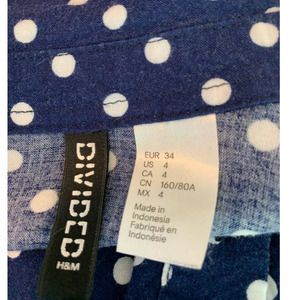 DIVIDED
H&M
EUR 34
US 4
CA 4
CN 160/80A
MX 4
Made in
Indonesia
Fabriqué en
Indonésie